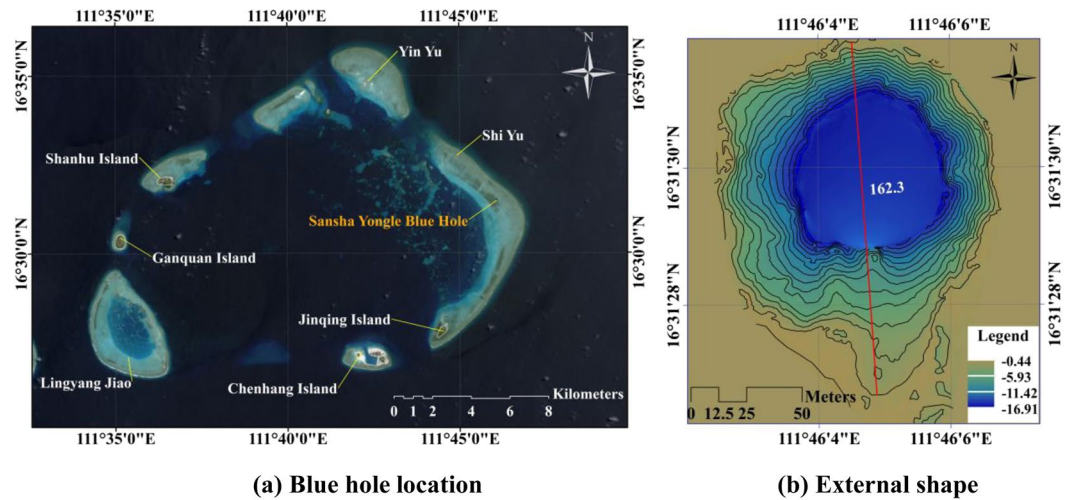 111°35'0"E 111°40'0"E 111°45'0"E
16°35'0"N
16°30'0"N
N
Yin Yu
Shi Yu
Shanhu Island
Sansha Yongle Blue Hole
Ganquan Island
Jinqing Island
Lingyang Jiao
Chenhang Island
Kilometers
0 1 2 4 6 8
16°35'0"N
16°30'0"N
111°35'0"E 111°40'0"E 111°45'0"E
(a) Blue hole location
111°46'4"E 111°46'6"E
16°31'30"N
16°31'28"N
N
162.3
Legend
-0.44
-5.93
-11.42
-16.91
Meters
0 12.5 25 50
16°31'30"N
16°31'28"N
111°46'4"E 111°46'6"E
(b) External shape